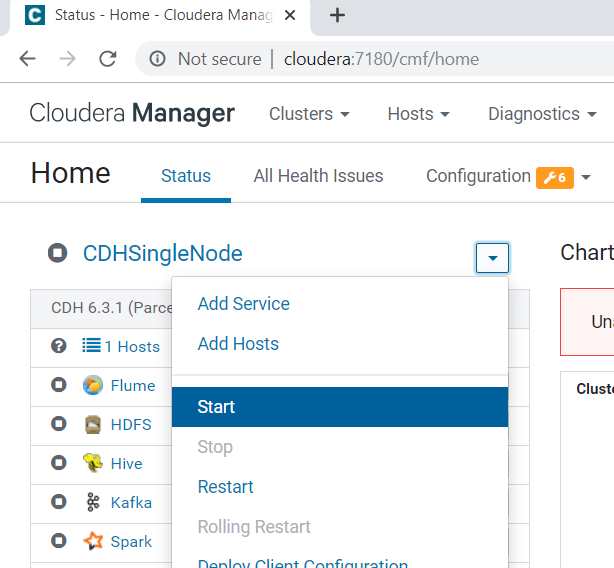 Status - Home - Cloudera Manag
Not secure | cloudera:7180/cmf/home
Cloudera Manager Clusters Hosts Diagnostics
Home Status All Health Issues Configuration 6
CDHSingleNode
Chart
CDH 6.3.1 (Parce
Add Service
Una
1 Hosts
Add Hosts
Flume
Cluste
Start
HDFS
Stop
Hive
Restart
Kafka
Rolling Restart
Spark
Deploy Client Configuration